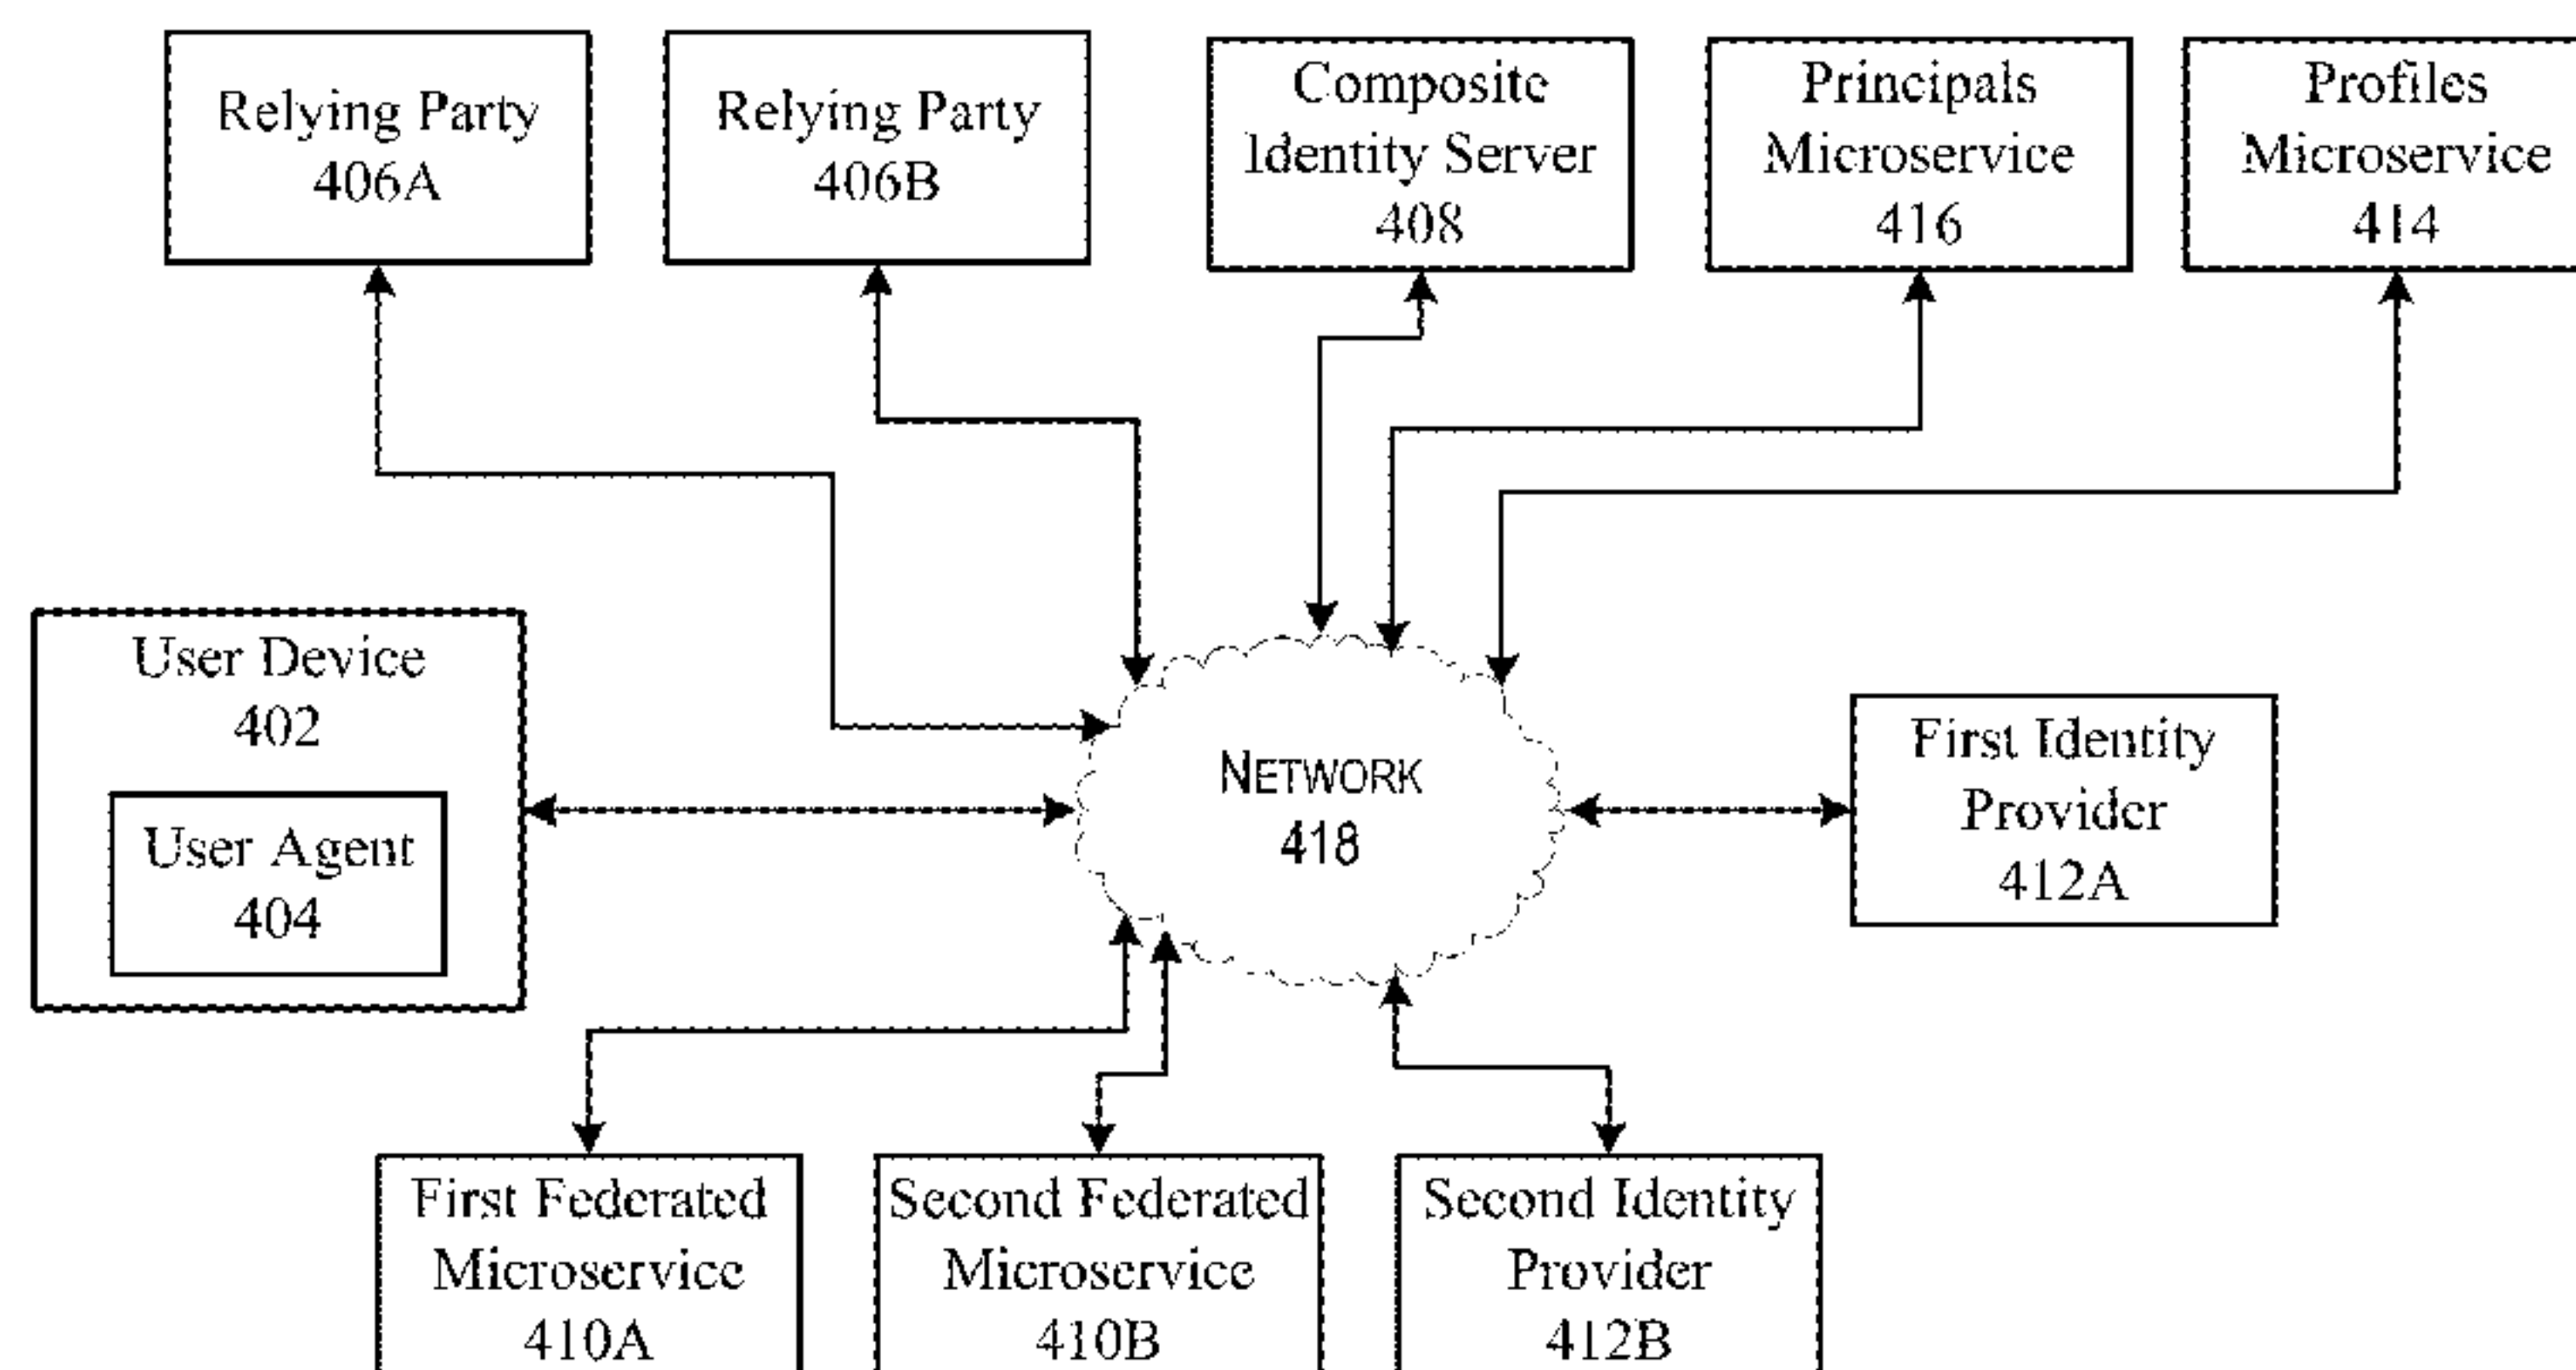 Relying Party
406A
Relying Party
406B
Composite
Identity Server
408
Principals
Microservice
416
Profiles
Microservice
414
User Device
402
User Agent
404
NETWORK
418
First Identity
Provider
412A
First Federated
Microservice
410A
Second Federated
Microservice
410B
Second Identity
Provider
412B